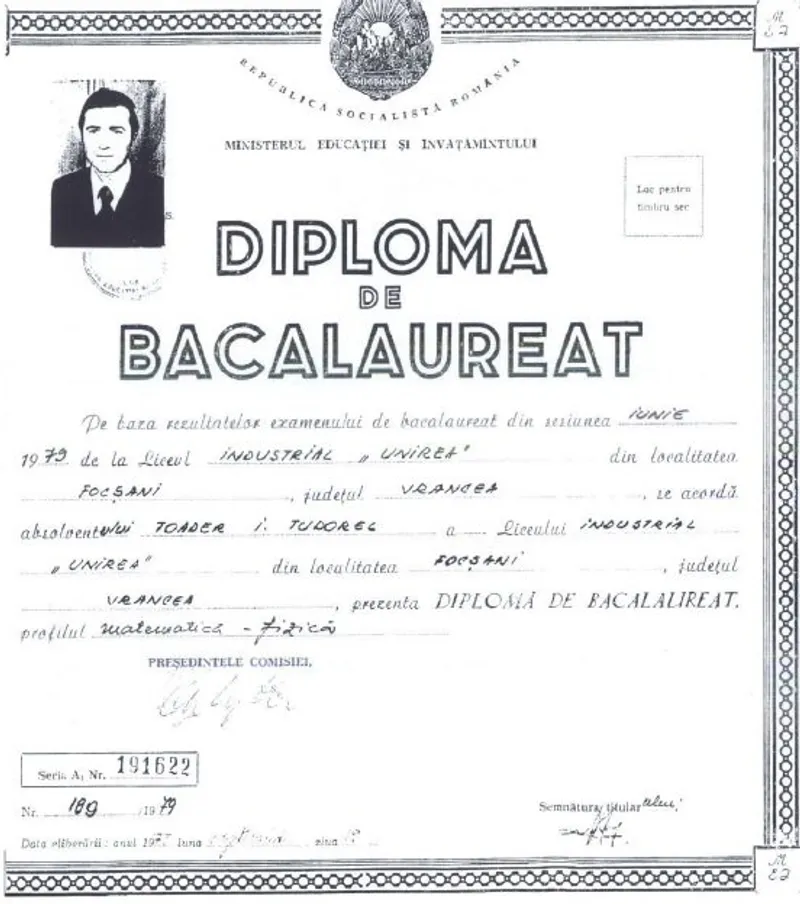 REPUBLICA SOCIALISTĂ ROMÂNIA
MINISTERUL EDUCAȚIEI ȘI INVĂȚĂMINTULUI
Loc pentru
timbru sec
DIPLOMA
DE
BACALAUREAT
Pe baza rezultatelor examenului de bacalaureat din sesiunea IUNIE
1979 de la Liceul INDUSTRIAL „UNIREA" din localitatea
FOCȘANI, județul VRANCEA, se acordă
absolventului TOADER I. TUDOREL a Liceului INDUSTRIAL
„UNIREA" din localitatea FOCȘANI, județul
VRANCEA, prezenta DIPLOMĂ DE BACALAUREAT,
profilul matematică - fizică
PREȘEDINTELE COMISIEI,
Seria A, Nr. 191622
Nr. 189 /1979
Semnătura titular
Data eliberării: anul 19 luna ziua